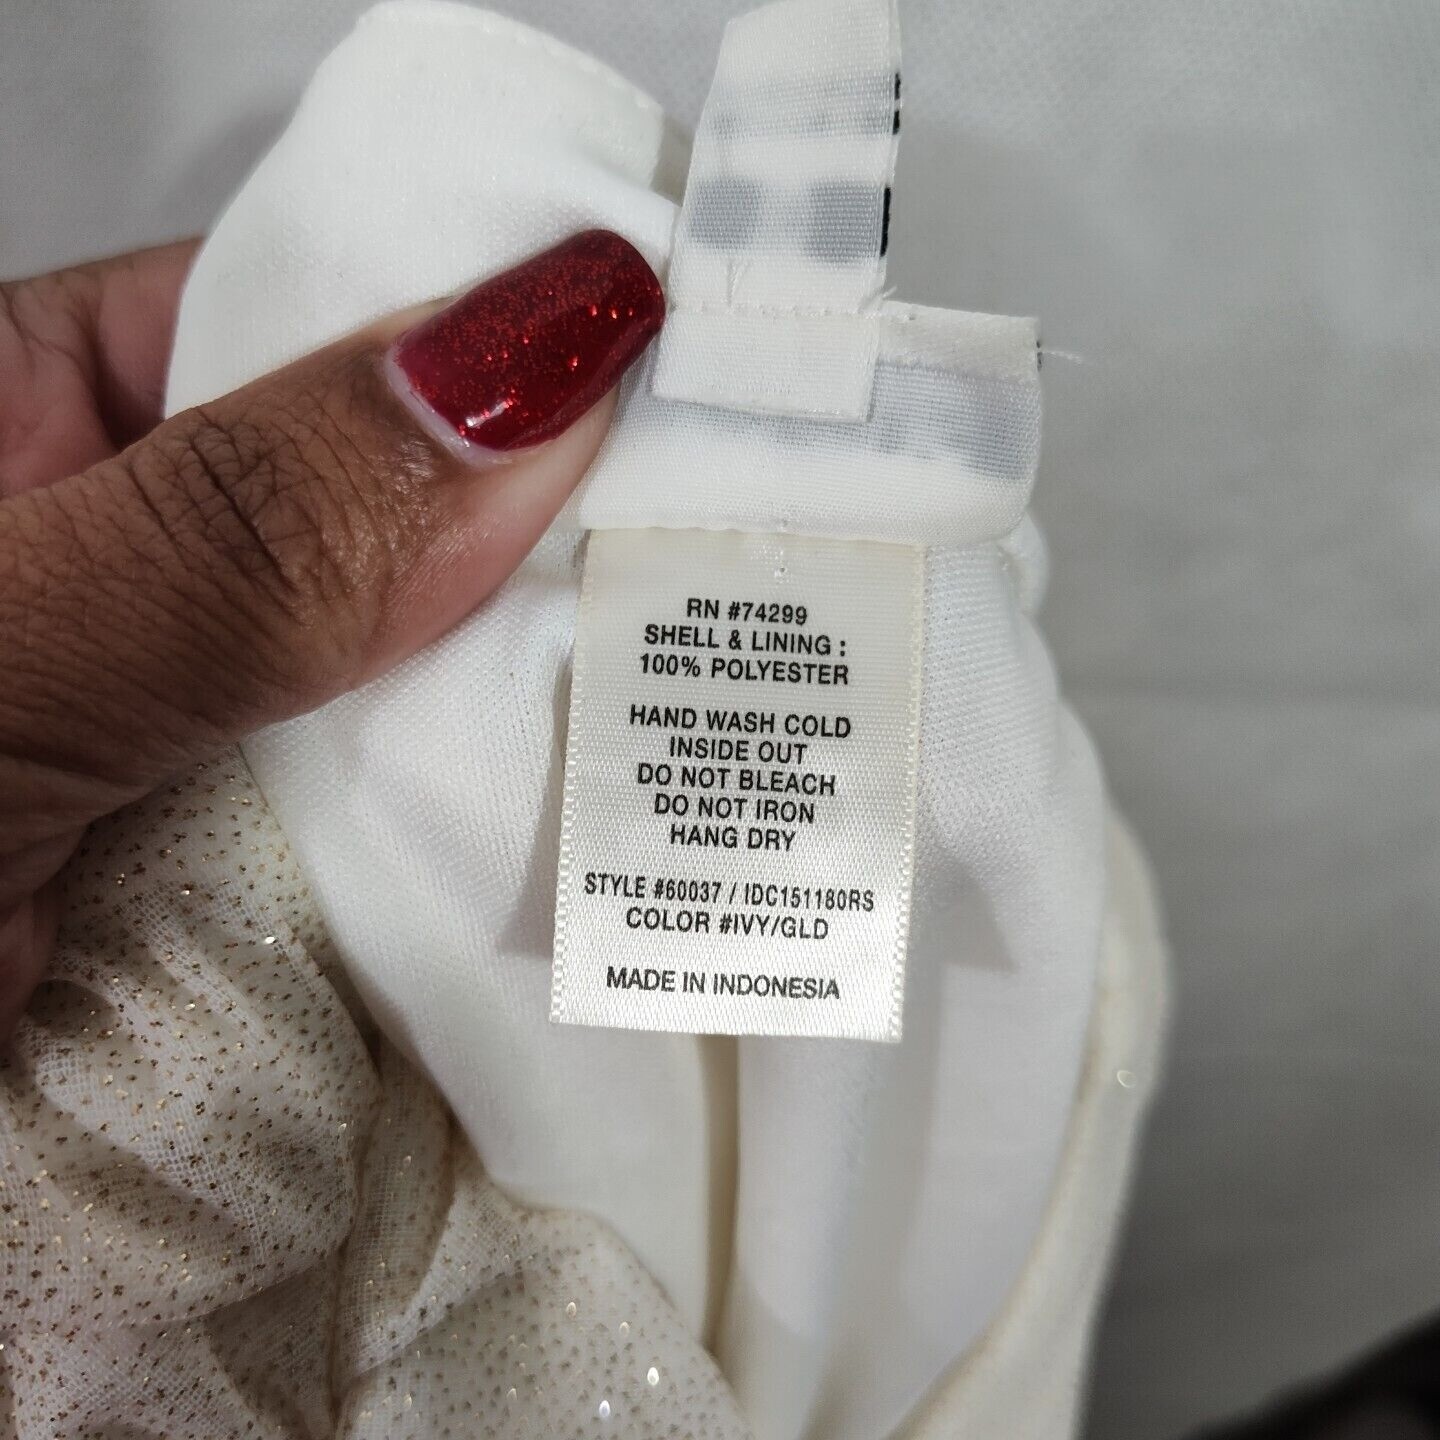 RN #74299
SHELL & LINING :
100% POLYESTER
HAND WASH COLD
INSIDE OUT
DO NOT BLEACH
DO NOT IRON
HANG DRY
STYLE #60037 / IDC151180RS
COLOR #IVY/GLD
MADE IN INDONESIA